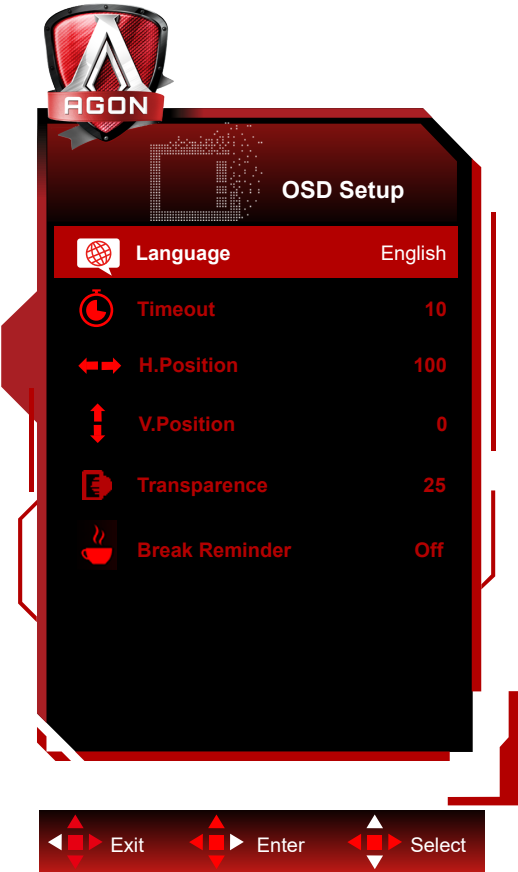 AGON
OSD Setup
Language English
Timeout 10
H.Position 100
V.Position 0
Transparence 25
Break Reminder Off
Exit Enter Select